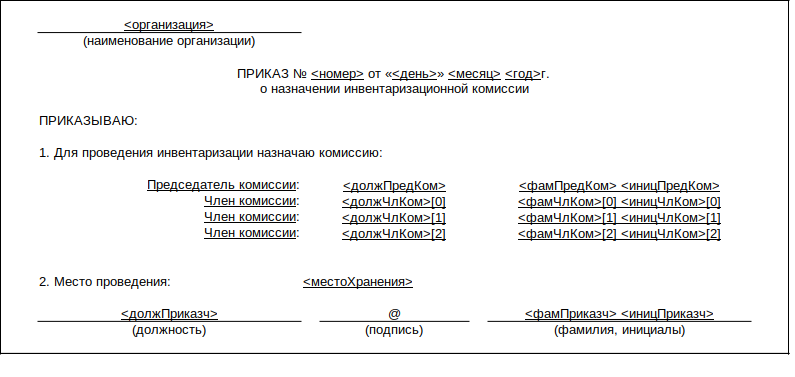 <организация>
(наименование организации)
ПРИКАЗ № <номер> от «<день>» <месяц> <год>г.
о назначении инвентаризационной комиссии
ПРИКАЗЫВАЮ:
1. Для проведения инвентаризации назначаю комиссию:
Председатель комиссии: <должПредКом> <фамПредКом> <иницПредКом>
Член комиссии: <должЧлКом>[0] <фамЧлКом>[0] <иницЧлКом>[0]
Член комиссии: <должЧлКом>[1] <фамЧлКом>[1] <иницЧлКом>[1]
Член комиссии: <должЧлКом>[2] <фамЧлКом>[2] <иницЧлКом>[2]
2. Место проведения: <местоХранения>
<должПриказч> @ <фамПриказч> <иницПриказч>
(должность) (подпись) (фамилия, инициалы)